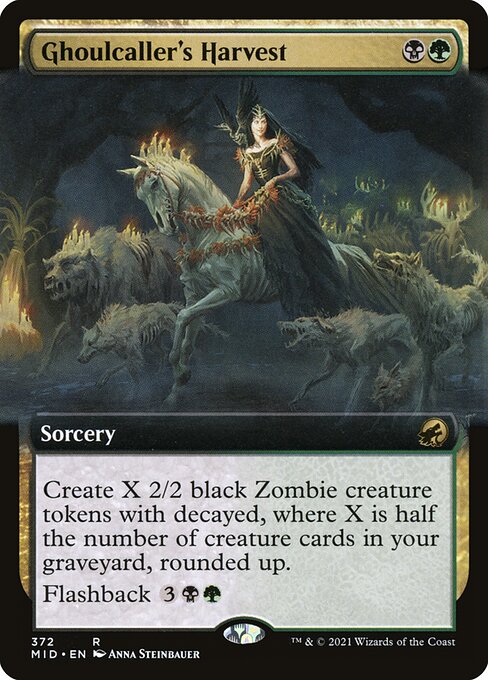 Ghoulcaller's Harvest
Sorcery
Create X 2/2 black Zombie creature
tokens with decayed, where X is half
the number of creature cards in your
graveyard, rounded up.
Flashback 3
372 R
MID • EN Anna Steinbauer
™ & © 2021 Wizards of the Coast